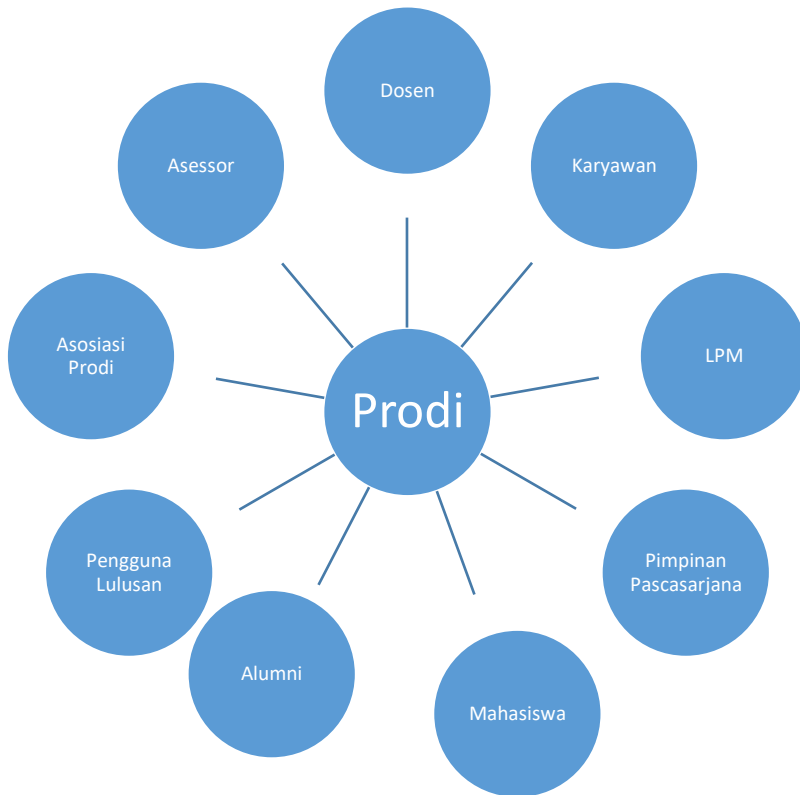 Dosen
Karyawan
LPM
Pimpinan
Pascasarjana
Mahasiswa
Alumni
Pengguna
Lulusan
Asosiasi
Prodi
Asessor
Prodi